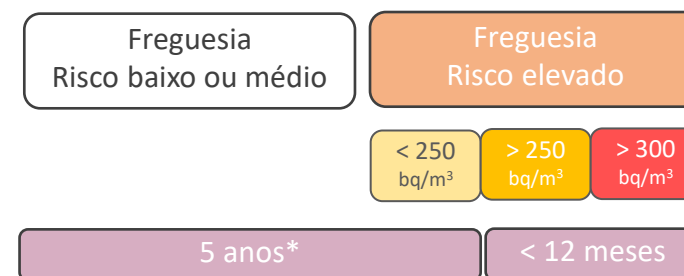 Freguesia
Risco baixo ou médio
Freguesia
Risco elevado
< 250
bq/m³
> 250
bq/m³
> 300
bq/m³
5 anos*
< 12 meses